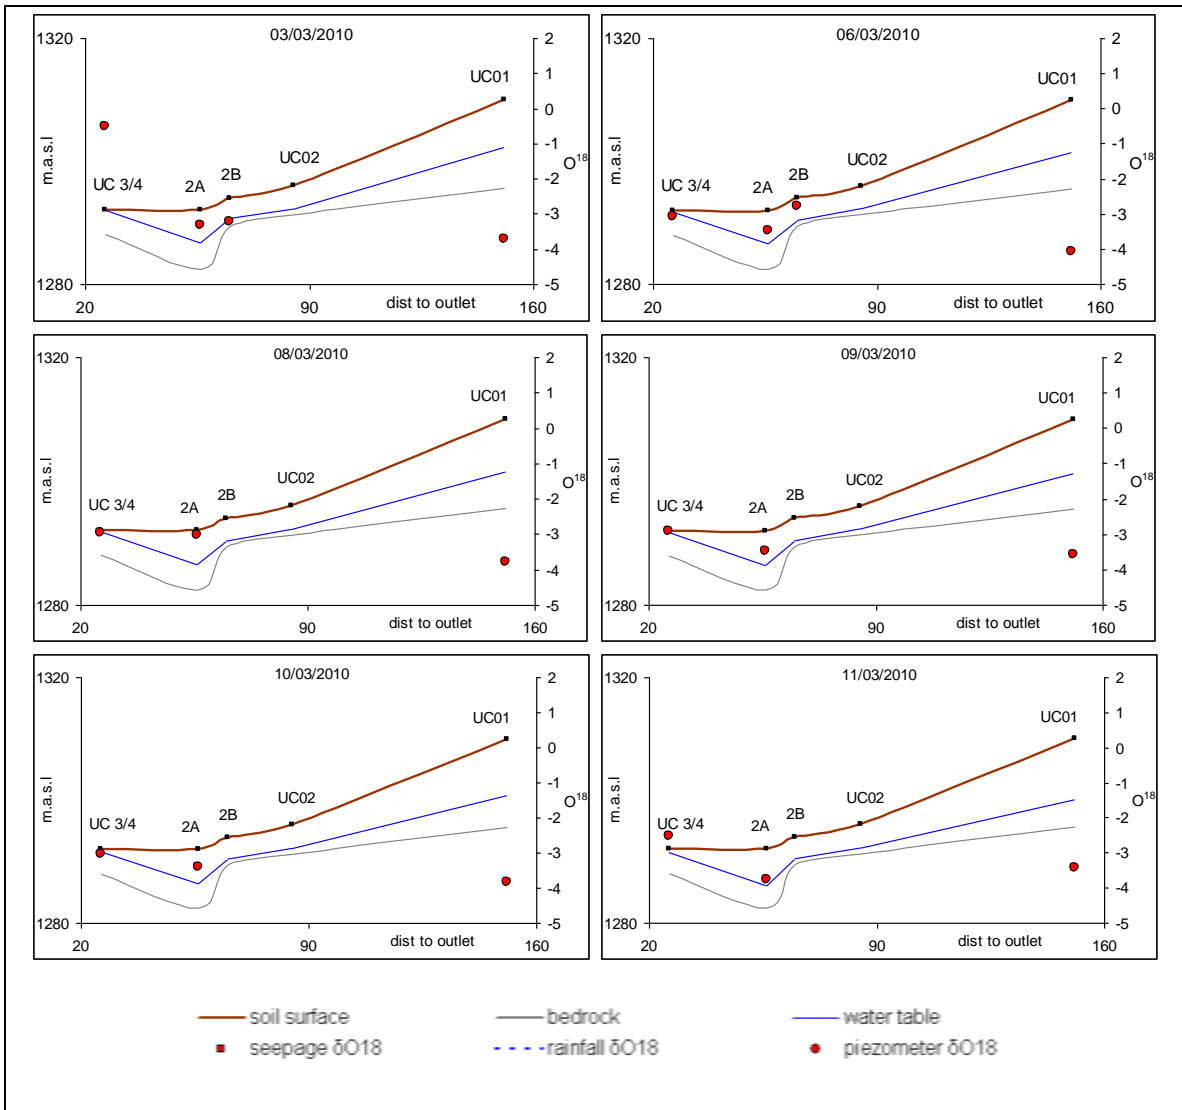 03/03/2010
1320
2
1
UC01
0
m.a.s.l
-1
UC02
O18
2B
UC 3/4
2A
-2
-3
-4
1280
-5
20
90
dist to outlet
160
06/03/2010
1320
2
1
UC01
0
m.a.s.l
-1
UC02
O18
2B
UC 3/4
2A
-2
-3
-4
1280
-5
20
90
dist to outlet
160
08/03/2010
1320
2
1
UC01
0
m.a.s.l
-1
UC02
O18
2B
UC 3/4
2A
-2
-3
-4
1280
-5
20
90
dist to outlet
160
09/03/2010
1320
2
1
UC01
0
m.a.s.l
-1
UC02
O18
2B
UC 3/4
2A
-2
-3
-4
1280
-5
20
90
dist to outlet
160
10/03/2010
1320
2
1
UC01
0
m.a.s.l
-1
UC02
O18
2B
UC 3/4
2A
-2
-3
-4
1280
-5
20
90
dist to outlet
160
11/03/2010
1320
2
1
UC01
0
m.a.s.l
-1
UC02
O18
2B
UC 3/4
2A
-2
-3
-4
1280
-5
20
90
dist to outlet
160
soil surface bedrock water table
seepage δO18 rainfall δO18 piezometer δO18